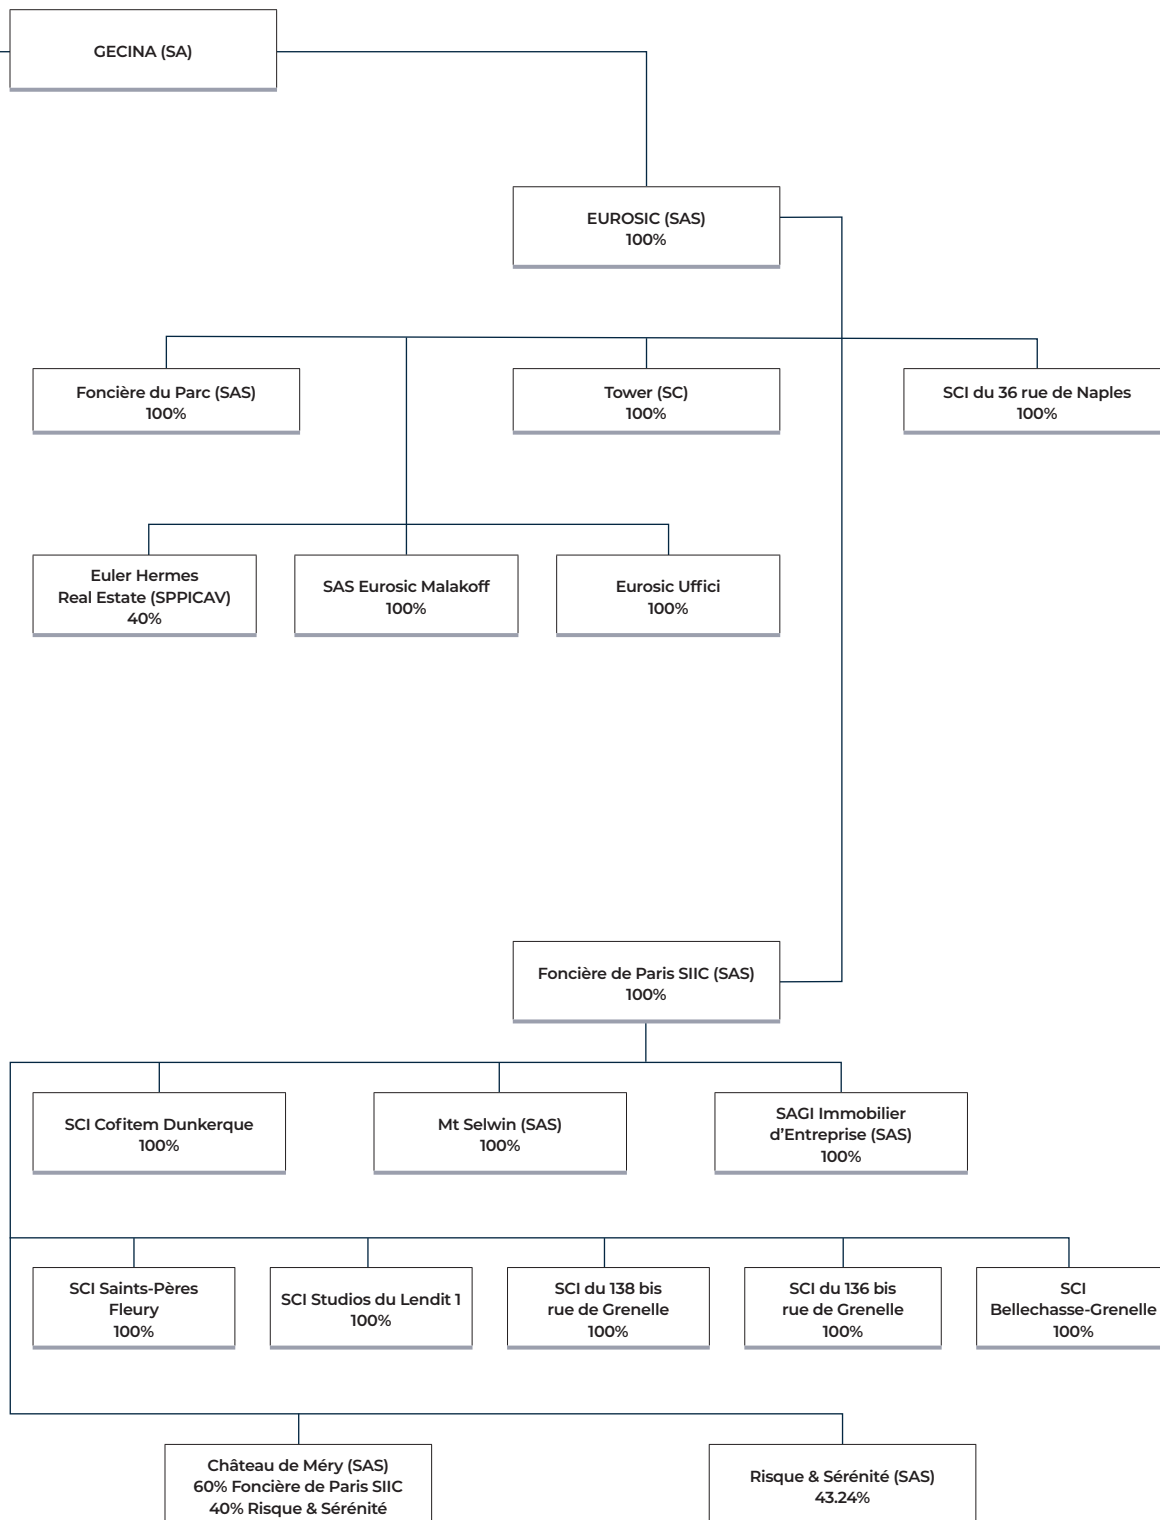 GECINA (SA)
EUROSIC (SAS)
100%
Foncière du Parc (SAS)
100%
Tower (SC)
100%
SCI du 36 rue de Naples
100%
Euler Hermes
Real Estate (SPPICAV)
40%
SAS Eurosic Malakoff
100%
Eurosic Uffici
100%
Foncière de Paris SIIC (SAS)
100%
SCI Cofitem Dunkerque
100%
Mt Selwin (SAS)
100%
SAGI Immobilier
d’Entreprise (SAS)
100%
SCI Saints-Pères
Fleury
100%
SCI Studios du Lendit 1
100%
SCI du 138 bis
rue de Grenelle
100%
SCI du 136 bis
rue de Grenelle
100%
SCI
Bellechasse-Grenelle
100%
Château de Méry (SAS)
60% Foncière de Paris SIIC
40% Risque & Sérénité
Risque & Sérénité (SAS)
43.24%